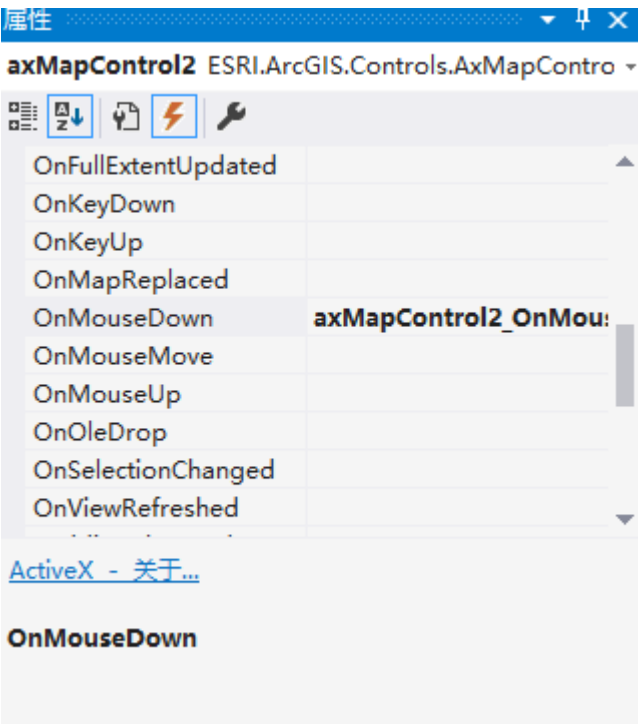 属性
axMapControl2 ESRI.ArcGIS.Controls.AxMapContro
OnFullExtentUpdated
OnKeyDown
OnKeyUp
OnMapReplaced
OnMouseDown axMapControl2_OnMou
OnMouseMove
OnMouseUp
OnOleDrop
OnSelectionChanged
OnViewRefreshed
ActiveX - 关于...
OnMouseDown